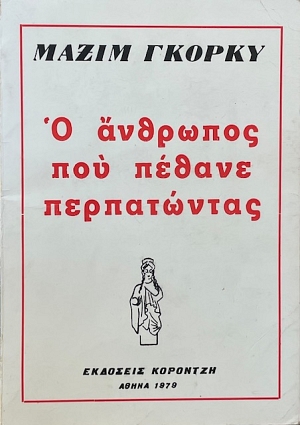 ΜΑΞΙΜ ΓΚΟΡΚΥ
Ὁ ἄνθρωπος
ποὺ πέθανε
περπατώντας
ΕΚΔΟΣΕΙΣ ΚΟΡΟΝΤΖΗ
ΑΘΗΝΑ 1979